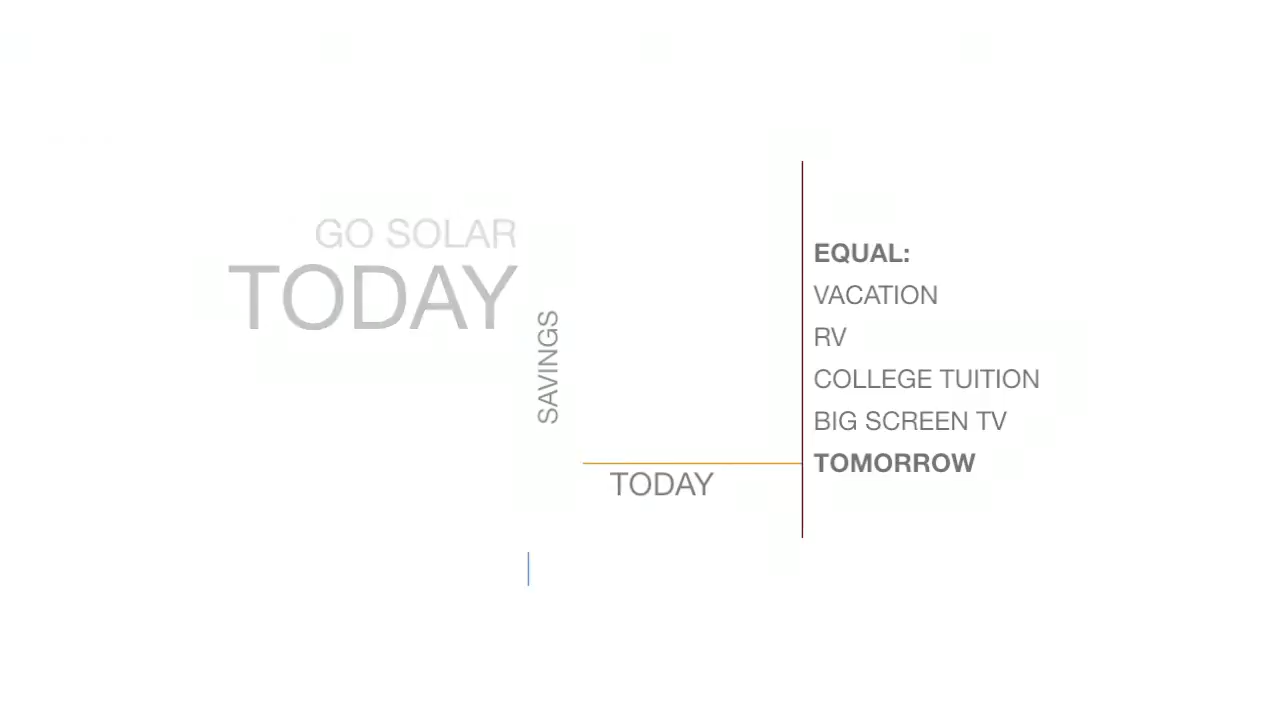 GO SOLAR
TODAY
SAVINGS
TODAY
EQUAL:
VACATION
RV
COLLEGE TUITION
BIG SCREEN TV
TOMORROW